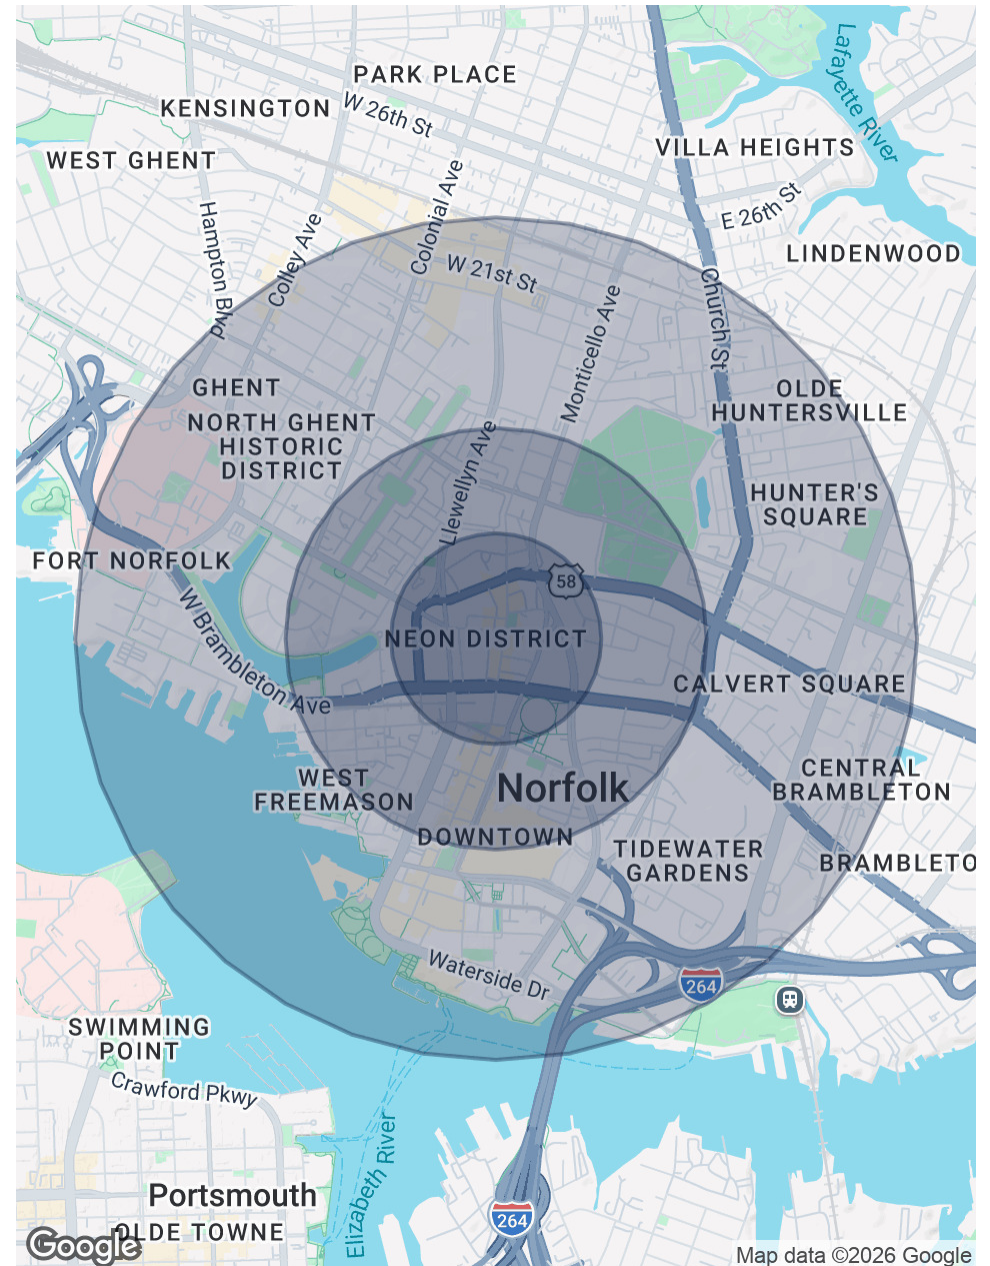 PARK PLACE
KENSINGTON
W 26th St
WEST GHENT
VILLA HEIGHTS
Lafayette River
E 26th St
LINDENWOOD
Hampton Blvd
Colley Ave
Colonial Ave
W 21st St
Monticello Ave
Church St
GHENT
NORTH GHENT
HISTORIC
DISTRICT
OLDE
HUNTERSVILLE
Llewellyn Ave
HUNTER'S
SQUARE
FORT NORFOLK
58
W Brambleton Ave
NEON DISTRICT
CALVERT SQUARE
WEST
FREEMASON
Norfolk
CENTRAL
BRAMBLETON
DOWNTOWN
TIDEWATER
GARDENS
BRAMBLETO
Waterside Dr
264
SWIMMING
POINT
Crawford Pkwy
Elizabeth River
Portsmouth
OLDE TOWNE
264
Google
Map data ©2026 Google